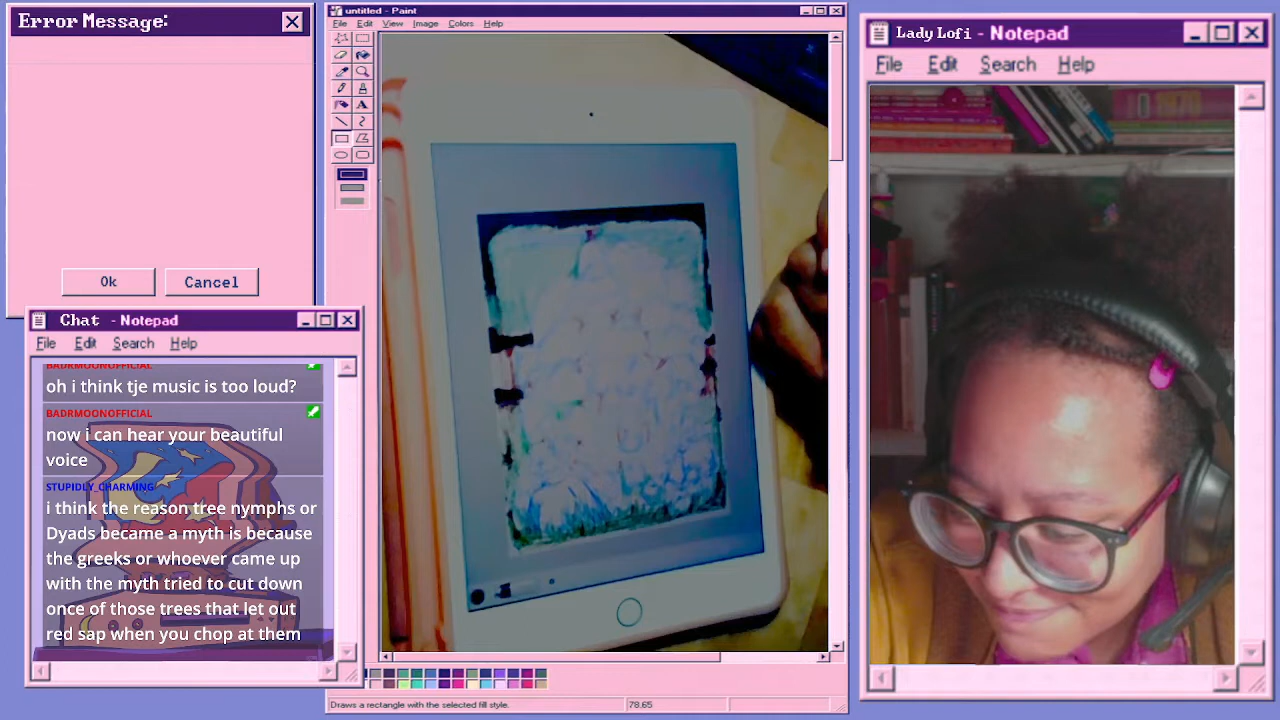 Error Message:
Ok
Cancel
untitled - Paint
File Edit View Image Colors Help
A
Draws a rectangle with the selected fill style.
78.65
Chat - Notepad
File Edit Search Help
BADRMOONOFFICIAL
oh i think tje music is too loud?
BADRMOONOFFICIAL
now i can hear your beautiful
voice
STUPIDLY_CHARMING
i think the reason tree nymphs or
Dyads became a myth is because
the greeks or whoever came up
with the myth tried to cut down
once of those trees that let out
red sap when you chop at them
Lady Lofi - Notepad
File Edit Search Help